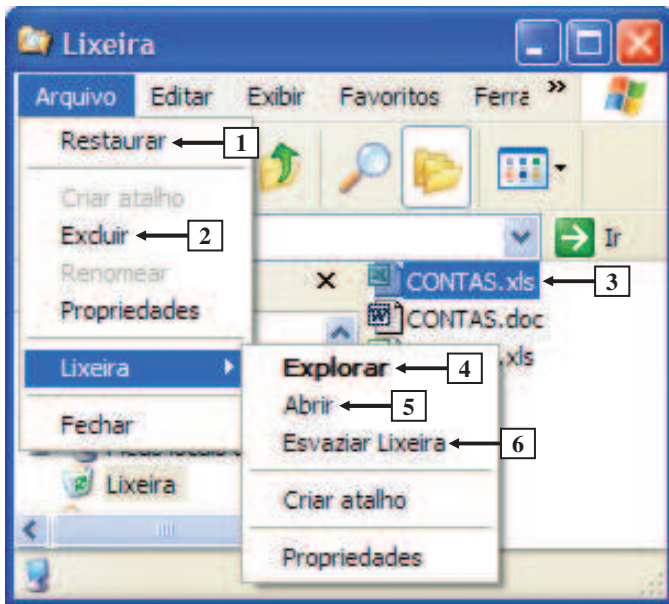 Lixeira
Arquivo Editar Exibir Favoritos Ferra »
Restaurar 1
Criar atalho
Excluir 2
Renomear
Propriedades
Lixeira
Fechar
Ir
CONTAS.xls 3
CONTAS.doc
.xls
Explorar 4
Abrir 5
Esvaziar Lixeira 6
Criar atalho
Propriedades
Lixeira